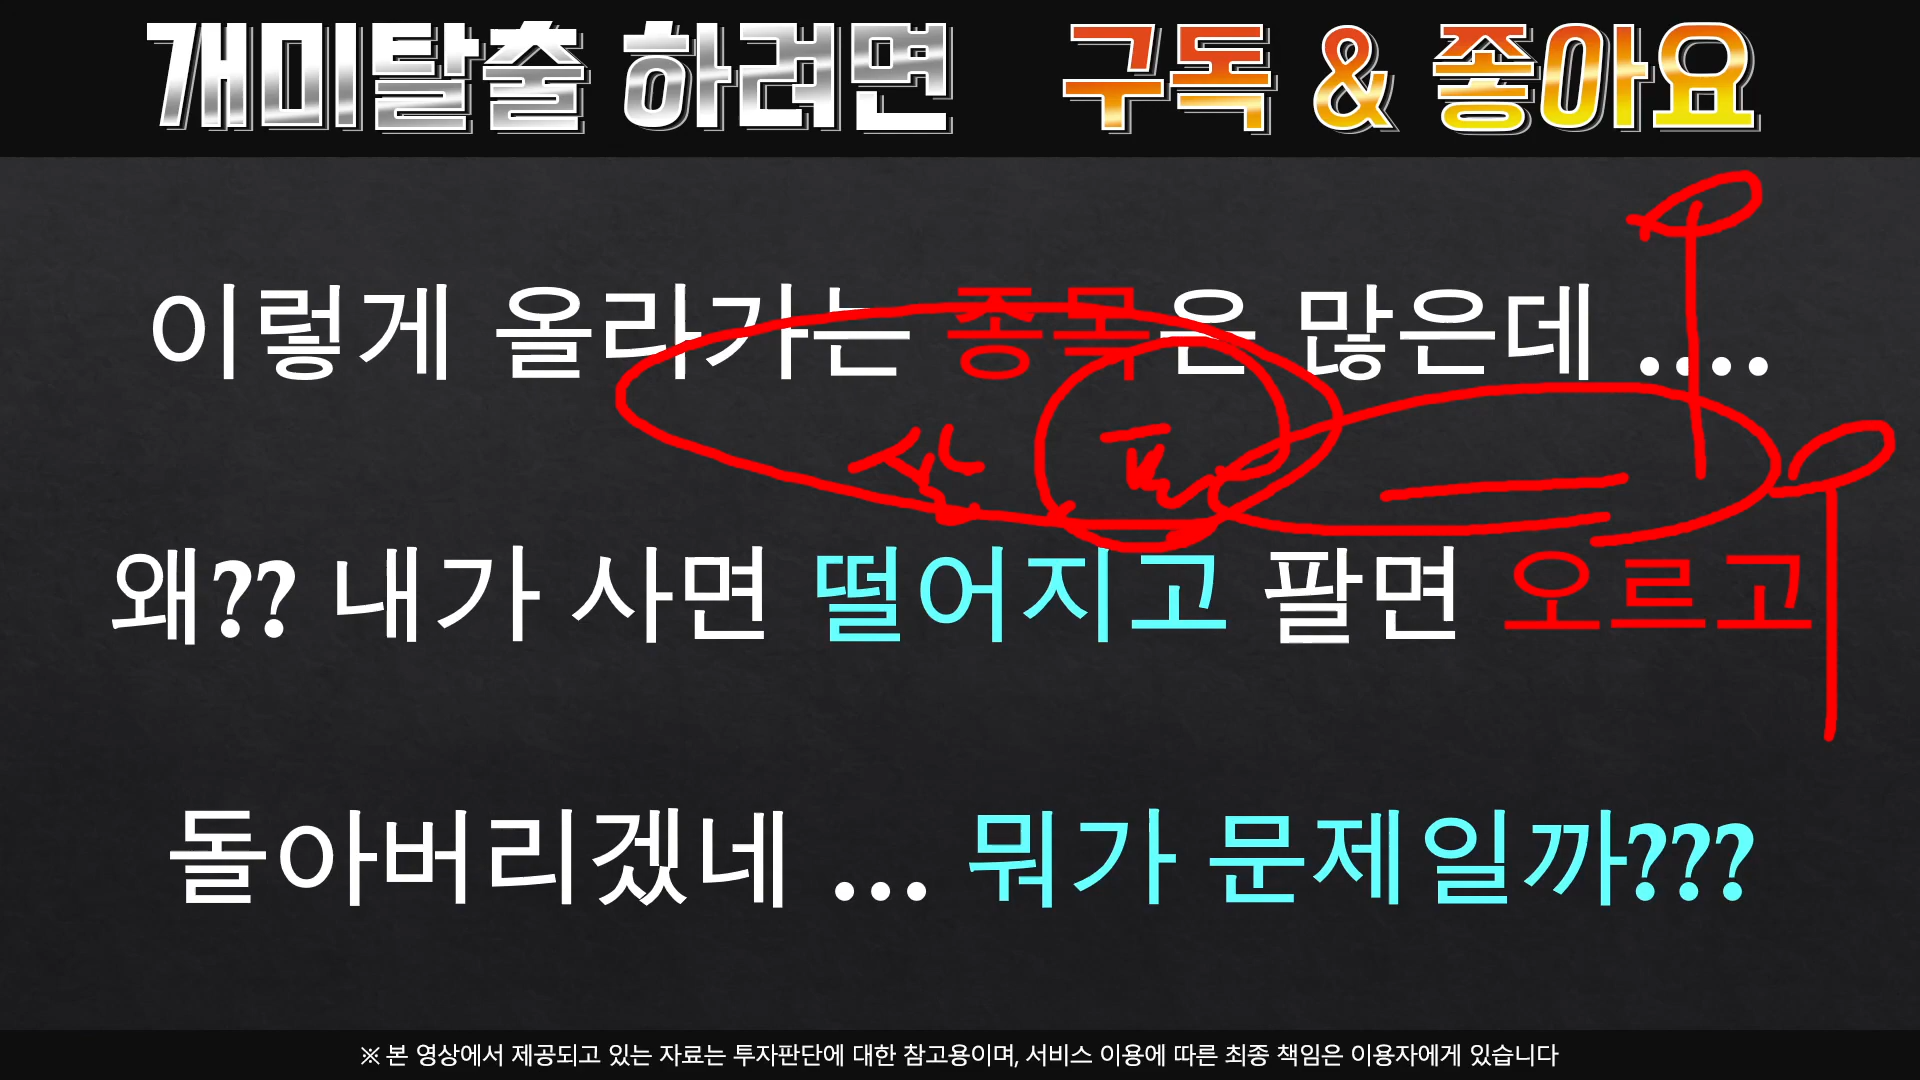 개미탈출 하려면 구독 & 좋아요
이렇게 올라가는 종목은 많은데 ....
왜?? 내가 사면 떨어지고 팔면 오르고
돌아버리겠네 ... 뭐가 문제일까???
※ 본 영상에서 제공되고 있는 자료는 투자판단에 대한 참고용이며, 서비스 이용에 따른 최종 책임은 이용자에게 있습니다